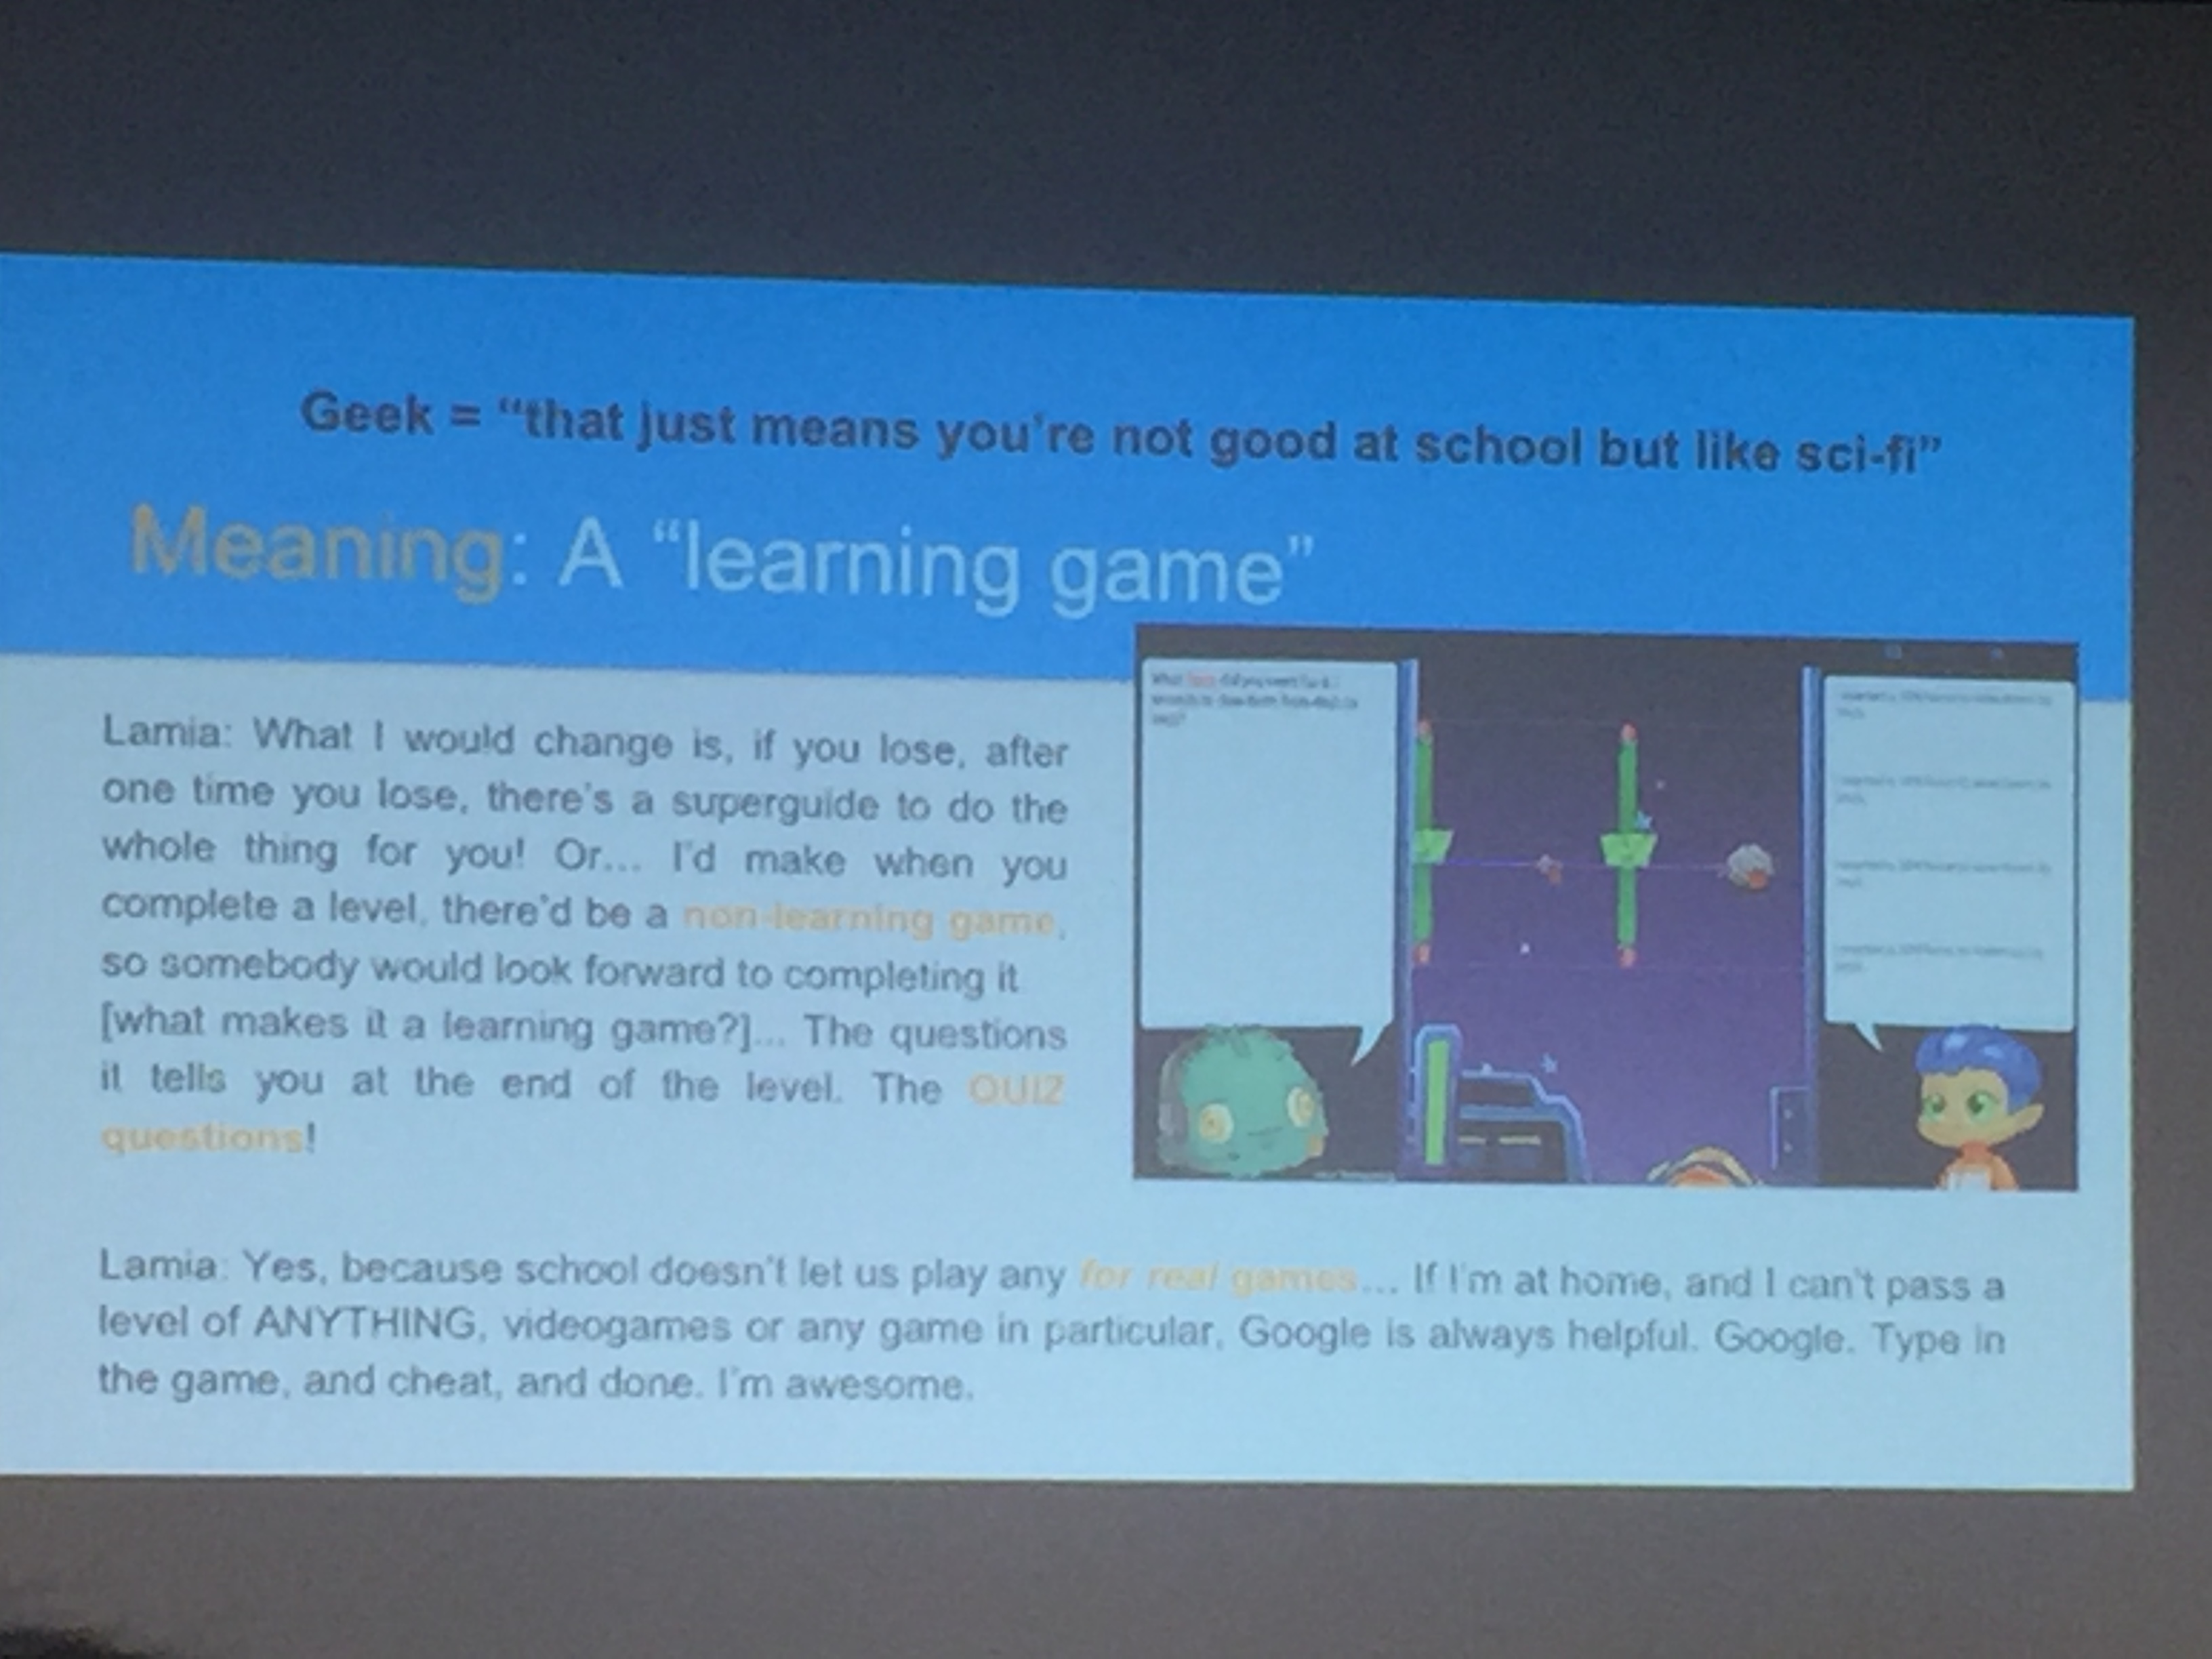 Geek = “that just means you're not good at school but like sci-fi”
Meaning: A “learning game”
Lamia: What I would change is, if you lose, after
one time you lose, there's a superguide to do the
whole thing for you! Or... I'd make when you
complete a level, there'd be a non-learning game,
so somebody would look forward to completing it
[what makes it a learning game?]... The questions
it tells you at the end of the level. The QUIZ
questions!
What did you
Lamia: Yes, because school doesn't let us play any for real games... If I'm at home, and I can't pass a
level of ANYTHING, videogames or any game in particular, Google is always helpful. Google. Type in
the game, and cheat, and done. I'm awesome.